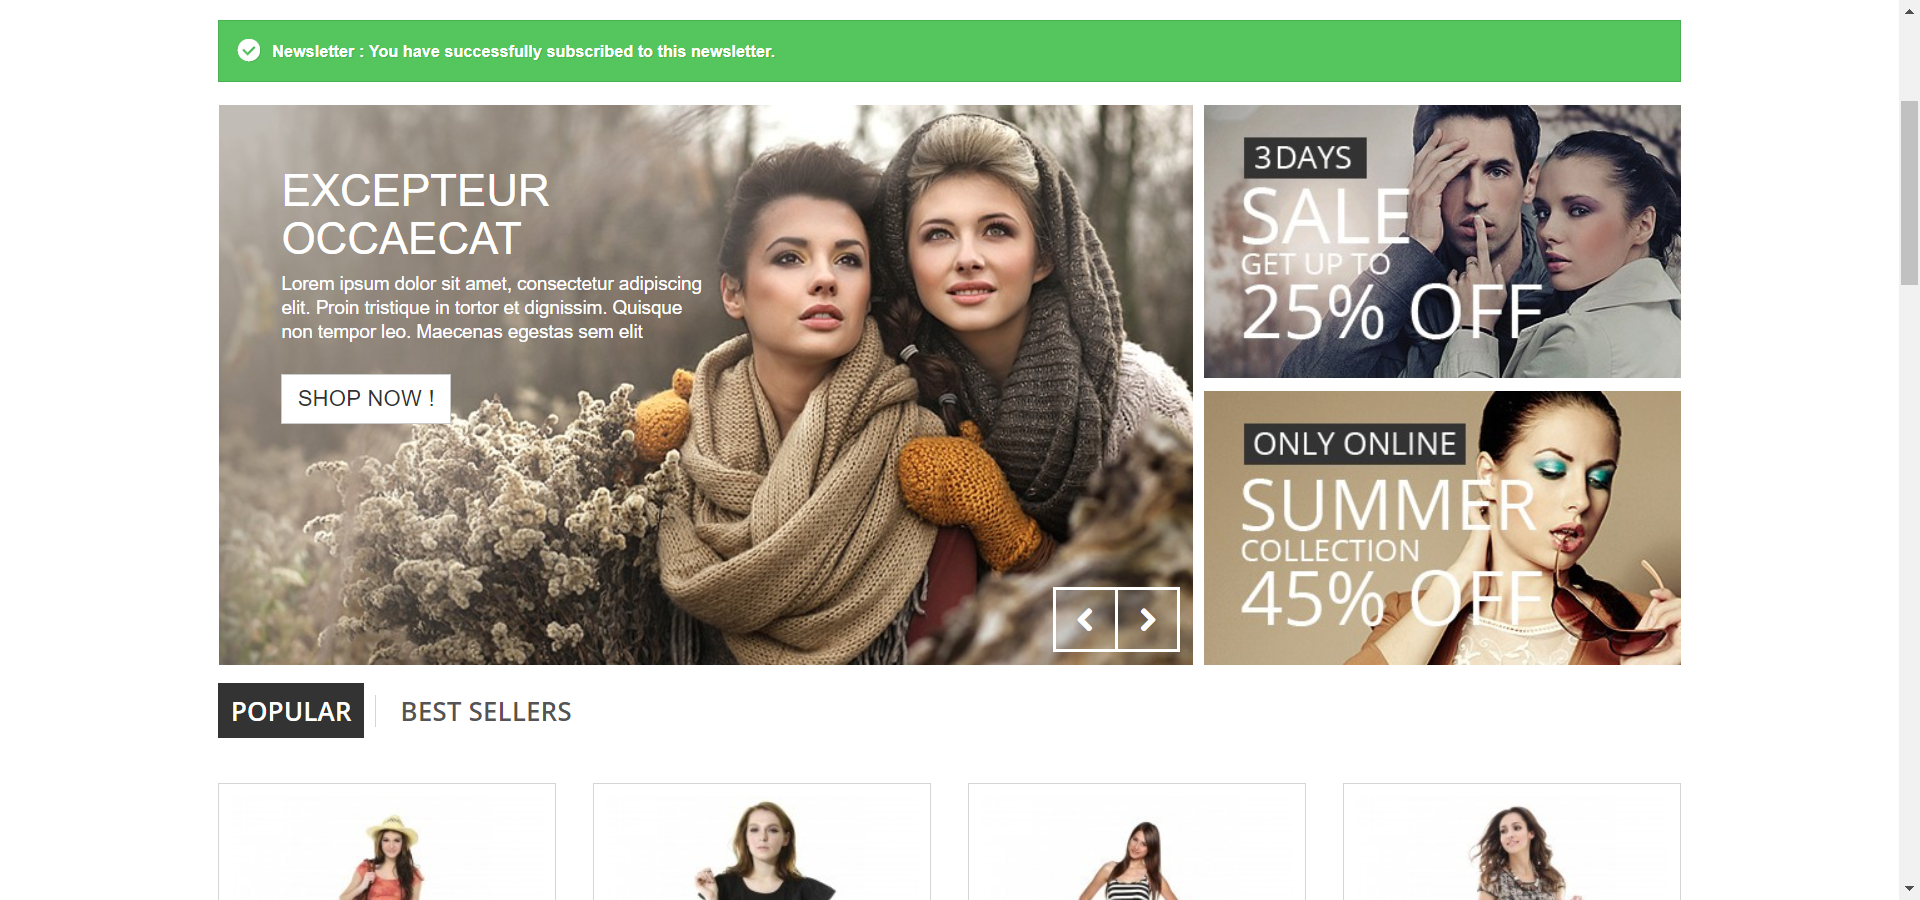 Newsletter : You have successfully subscribed to this newsletter.
EXCEPTEUR
OCCAECAT
Lorem ipsum dolor sit amet, consectetur adipiscing
elit. Proin tristique in tortor et dignissim. Quisque
non tempor leo. Maecenas egestas sem elit
SHOP NOW !
3 DAYS
SALE
GET UP TO
25% OFF
ONLY ONLINE
SUMMER
COLLECTION
45% OFF
POPULAR
BEST SELLERS